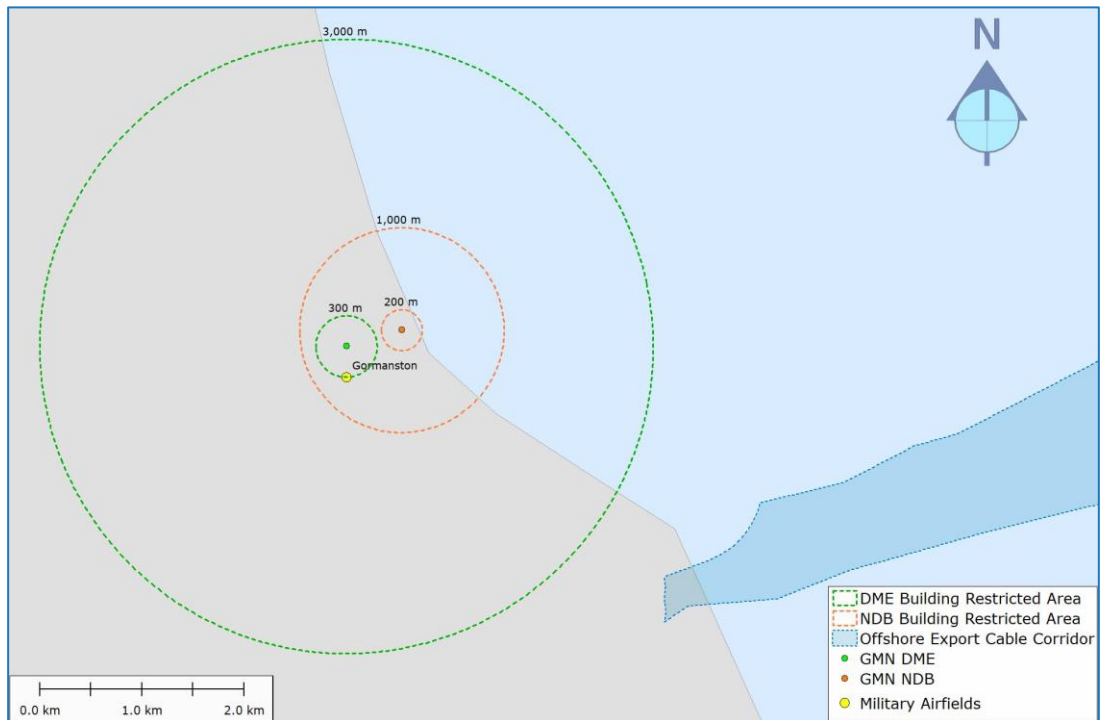 3,000 m
N
1,000 m
300 m
200 m
Gormanston
DME Building Restricted Area
NDB Building Restricted Area
Offshore Export Cable Corridor
GMN DME
GMN NDB
Military Airfields
0.0 km 1.0 km 2.0 km